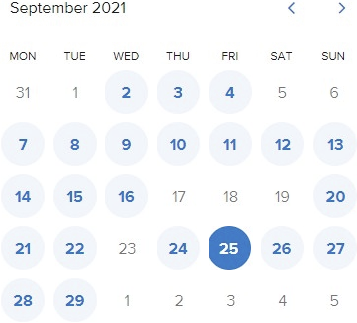 September 2021
MON TUE WED THU FRI SAT SUN
31 1 2 3 4 5 6
7 8 9 10 11 12 13
14 15 16 17 18 19 20
21 22 23 24 25 26 27
28 29 1 2 3 4 5